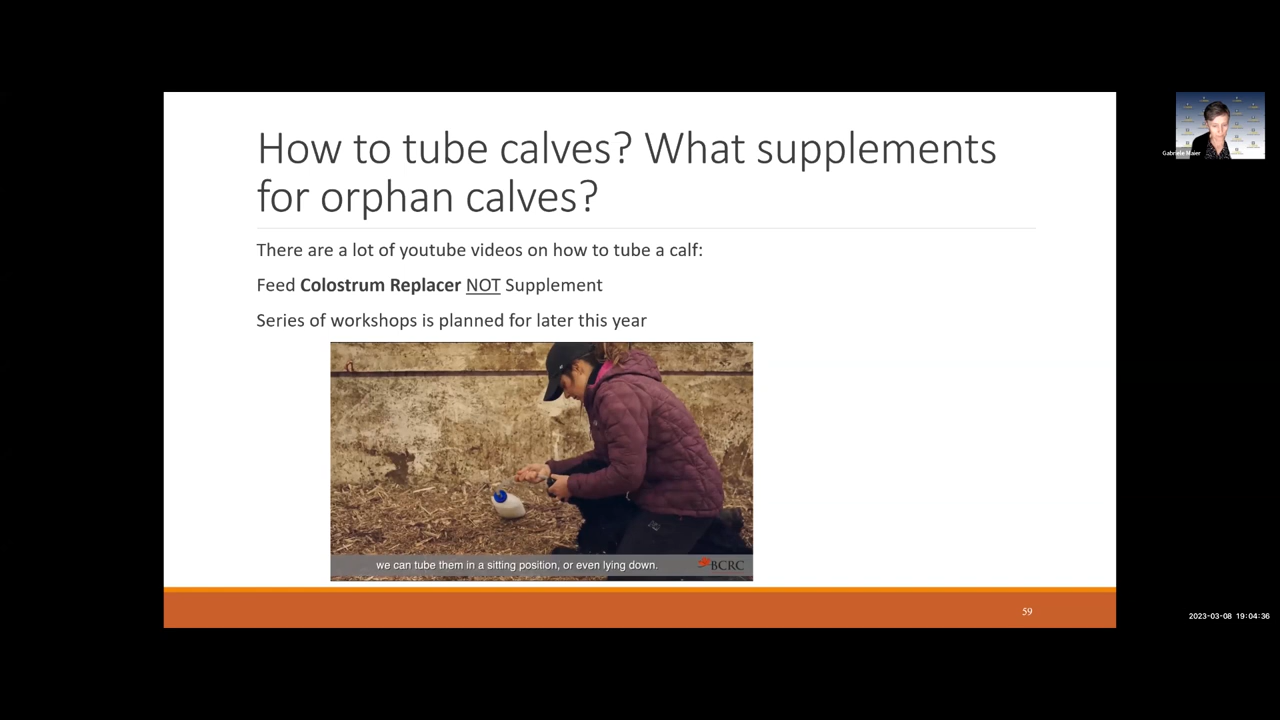 How to tube calves? What supplements
for orphan calves?
There are a lot of youtube videos on how to tube a calf:
Feed Colostrum Replacer NOT Supplement
Series of workshops is planned for later this year
we can tube them in a sitting position, or even lying down.
BCRC
59
Gabriele Maier
2023-03-08 19:04:36